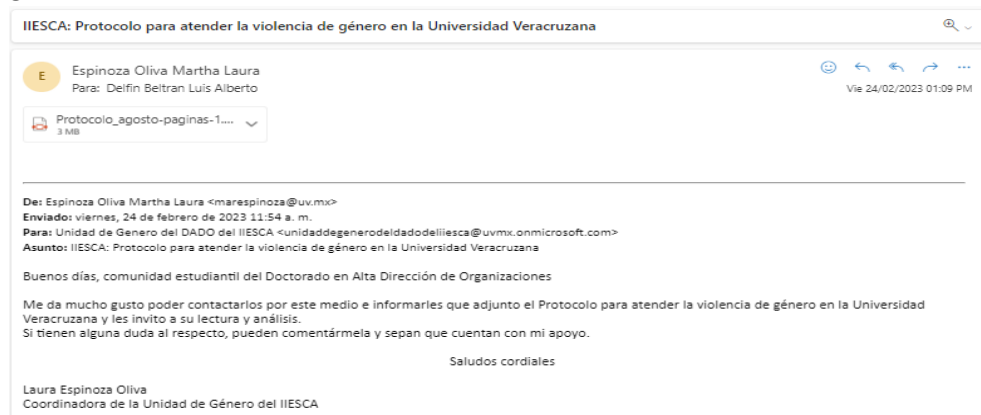 IIESCA: Protocolo para atender la violencia de género en la Universidad Veracruzana
E
Espinoza Oliva Martha Laura
Para: Delfin Beltran Luis Alberto
Vie 24/02/2023 01:09 PM
Protocolo_agosto-paginas-1....
3 MB
De: Espinoza Oliva Martha Laura <marespinoza@uv.mx>
Enviado: viernes, 24 de febrero de 2023 11:54 a. m.
Para: Unidad de Genero del DADO del IIESCA <unidaddegenerodeldadodeliiesca@uvmx.onmicrosoft.com>
Asunto: IIESCA: Protocolo para atender la violencia de género en la Universidad Veracruzana
Buenos días, comunidad estudiantil del Doctorado en Alta Dirección de Organizaciones
Me da mucho gusto poder contactarlos por este medio e informarles que adjunto el Protocolo para atender la violencia de género en la Universidad
Veracruzana y les invito a su lectura y análisis.
Si tienen alguna duda al respecto, pueden comentármela y sepan que cuentan con mi apoyo.
Saludos cordiales
Laura Espinoza Oliva
Coordinadora de la Unidad de Género del IIESCA